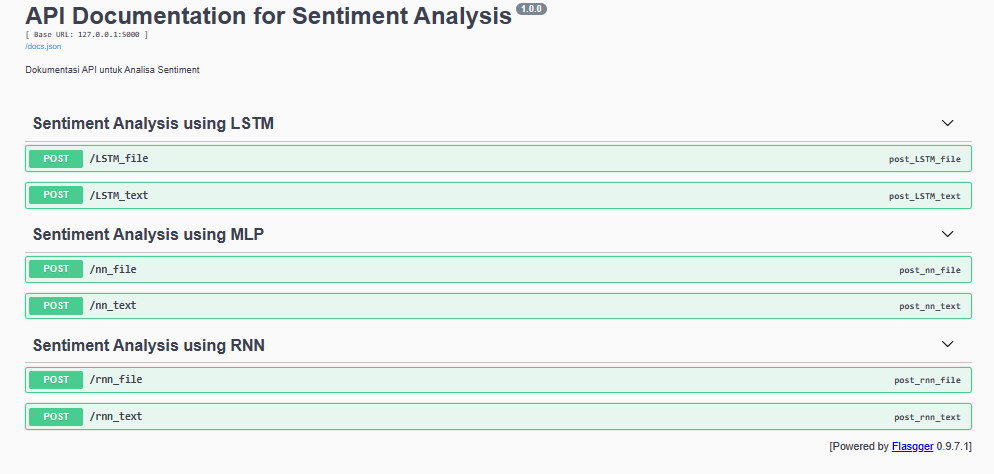 API Documentation for Sentiment Analysis 1.0.0
[ Base URL: 127.0.0.1:5000 ]
/docs.json
Dokumentasi API untuk Analisa Sentiment
Sentiment Analysis using LSTM
POST /LSTM_file post_LSTM_file
POST /LSTM_text post_LSTM_text
Sentiment Analysis using MLP
POST /nn_file post_nn_file
POST /nn_text post_nn_text
Sentiment Analysis using RNN
POST /rnn_file post_rnn_file
POST /rnn_text post_rnn_text
[Powered by Flasgger 0.9.7.1]